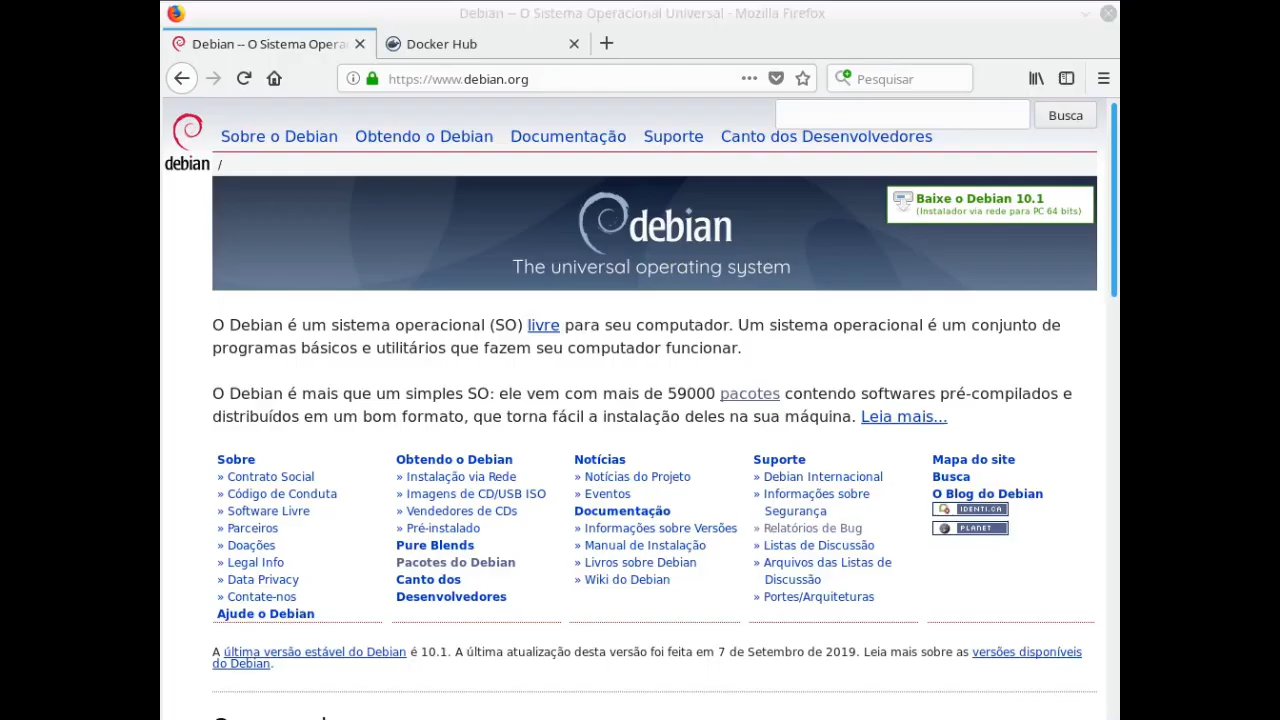 Debian -- O Sistema Operacional Universal - Mozilla Firefox
Debian -- O Sistema Opera
Docker Hub
https://www.debian.org
Pesquisar
Busca
Sobre o Debian Obtendo o Debian Documentação Suporte Canto dos Desenvolvedores
debian /
Baixe o Debian 10.1
(Instalador via rede para PC 64 bits)
debian
The universal operating system
O Debian é um sistema operacional (SO) livre para seu computador. Um sistema operacional é um conjunto de
programas básicos e utilitários que fazem seu computador funcionar.
O Debian é mais que um simples SO: ele vem com mais de 59000 pacotes contendo softwares pré-compilados e
distribuídos em um bom formato, que torna fácil a instalação deles na sua máquina. Leia mais...
Sobre
» Contrato Social
» Código de Conduta
» Software Livre
» Parceiros
» Doações
» Legal Info
» Data Privacy
» Contate-nos
Ajude o Debian
Obtendo o Debian
» Instalação via Rede
» Imagens de CD/USB ISO
» Vendedores de CDs
» Pré-instalado
Pure Blends
Pacotes do Debian
Canto dos
Desenvolvedores
Notícias
» Notícias do Projeto
» Eventos
Documentação
» Informações sobre Versões
» Manual de Instalação
» Livros sobre Debian
» Wiki do Debian
Suporte
» Debian Internacional
» Informações sobre
Segurança
» Relatórios de Bug
» Listas de Discussão
» Arquivos das Listas de
Discussão
» Portes/Arquiteturas
Mapa do site
Busca
O Blog do Debian
IDENTI.CA
PLANET
A última versão estável do Debian é 10.1. A última atualização desta versão foi feita em 7 de Setembro de 2019. Leia mais sobre as versões disponíveis
do Debian.